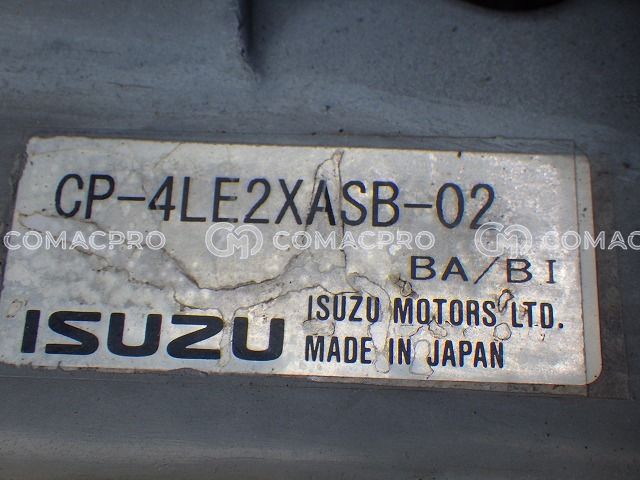 CP-4LE2XASB-02
COMACPRO COMACPRO COMACPRO
BA/BI
ISUZU ISUZU MOTORS LTD.
MADE IN JAPAN